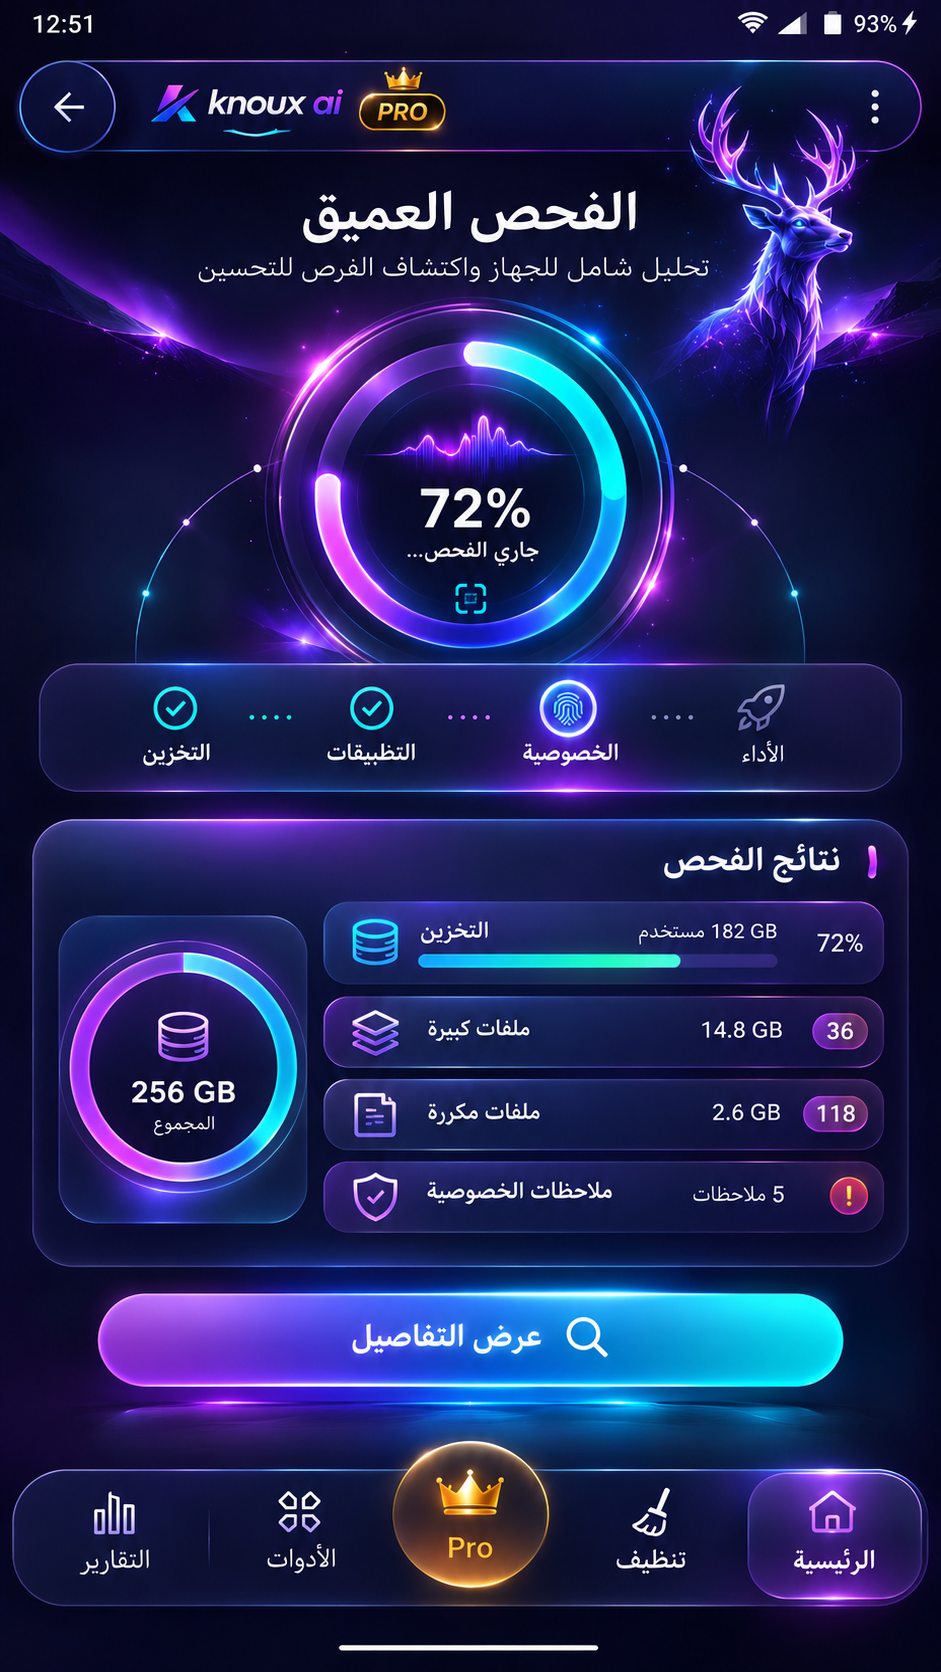 12:51
93%
knoux ai PRO
الفحص العميق
تحليل شامل للجهاز واكتشاف الفرص للتحسين
72%
جاري الفحص...
التخزين
التطبيقات
الخصوصية
الأداء
نتائج الفحص
التخزين
182 GB مستخدم
72%
ملفات كبيرة
14.8 GB
36
ملفات مكررة
2.6 GB
118
ملاحظات الخصوصية
5 ملاحظات
!
256 GB
المجموع
عرض التفاصيل
الرئيسية
تنظيف
Pro
الأدوات
التقارير